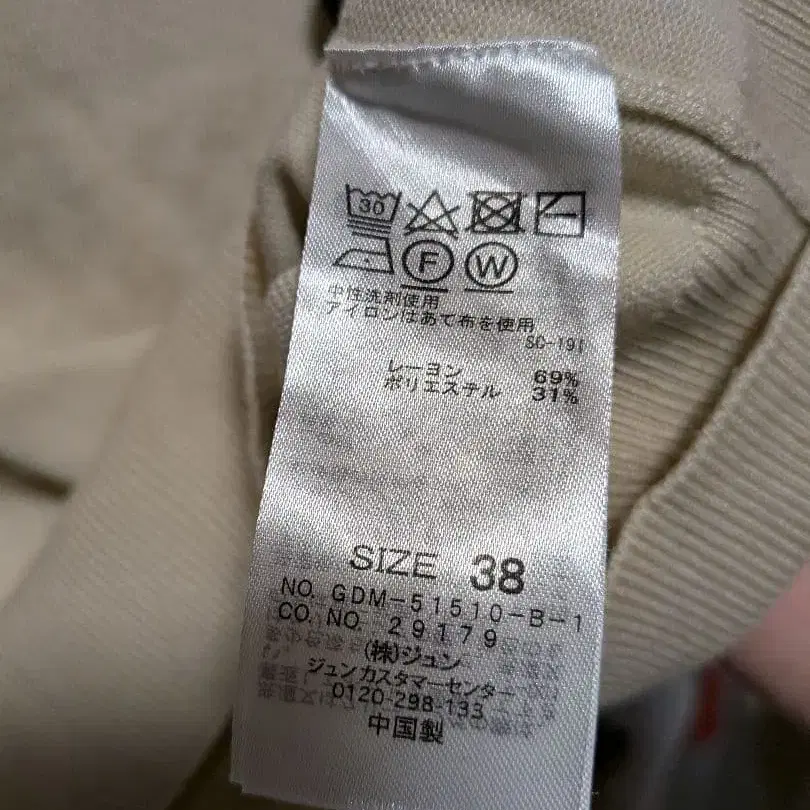 30
F W
中性洗剤使用
アイロンはあて布を使用
SC-191
レーヨン 69%
ポリエステル 31%
SIZE 38
NO. GDM-51510-B-1
CO. NO. 29179
(株)ジュン
ジュンカスタマーセンター
0120-298-133
中国製